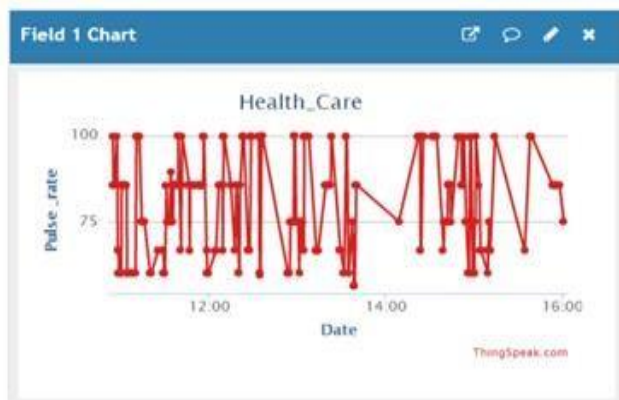 Field 1 Chart
Health_Care
100
75
Pulse_rate
12:00 14:00 16:00
Date
ThingSpeak.com